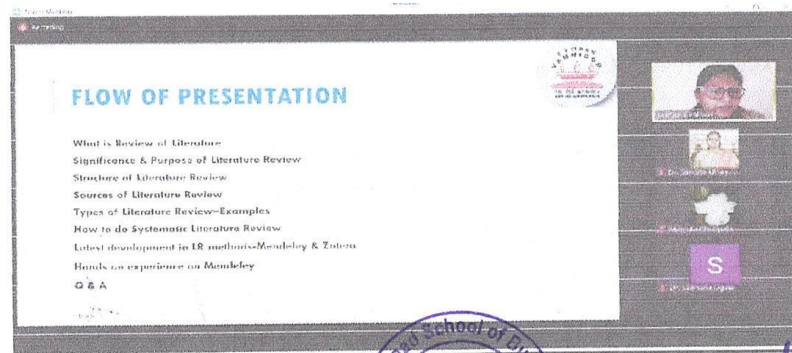 Recording
FLOW OF PRESENTATION
What is Review of Literature
Significance & Purpose of Literature Review
Structure of Literature Review
Sources of Literature Review
Types of Literature Review–Examples
How to do Systematic Literature Review
Latest development in LR methods-Mendeley & Zotero
Hands on experience on Mendeley
Q & A
S
School of